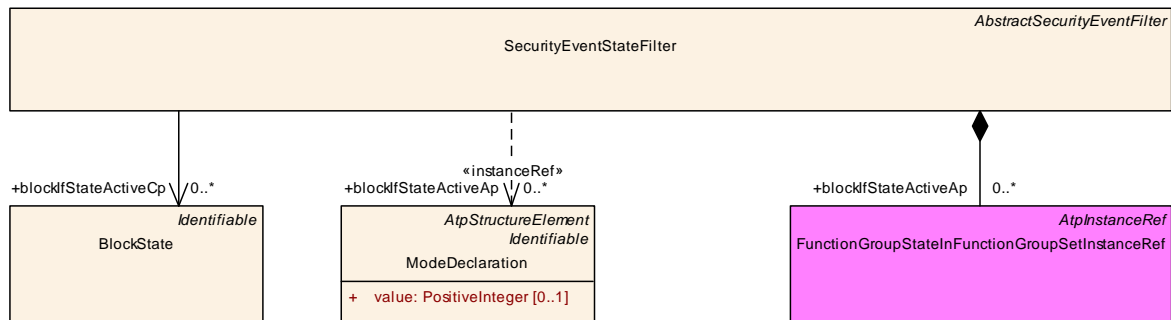 AbstractSecurityEventFilter
SecurityEventStateFilter
«instanceRef»
+blockIfStateActiveCp 0..*
+blockIfStateActiveAp 0..*
+blockIfStateActiveAp 0..*
Identifiable
BlockState
AtpStructureElement
Identifiable
ModeDeclaration
+ value: PositiveInteger [0..1]
AtpInstanceRef
FunctionGroupStateInFunctionGroupSetInstanceRef